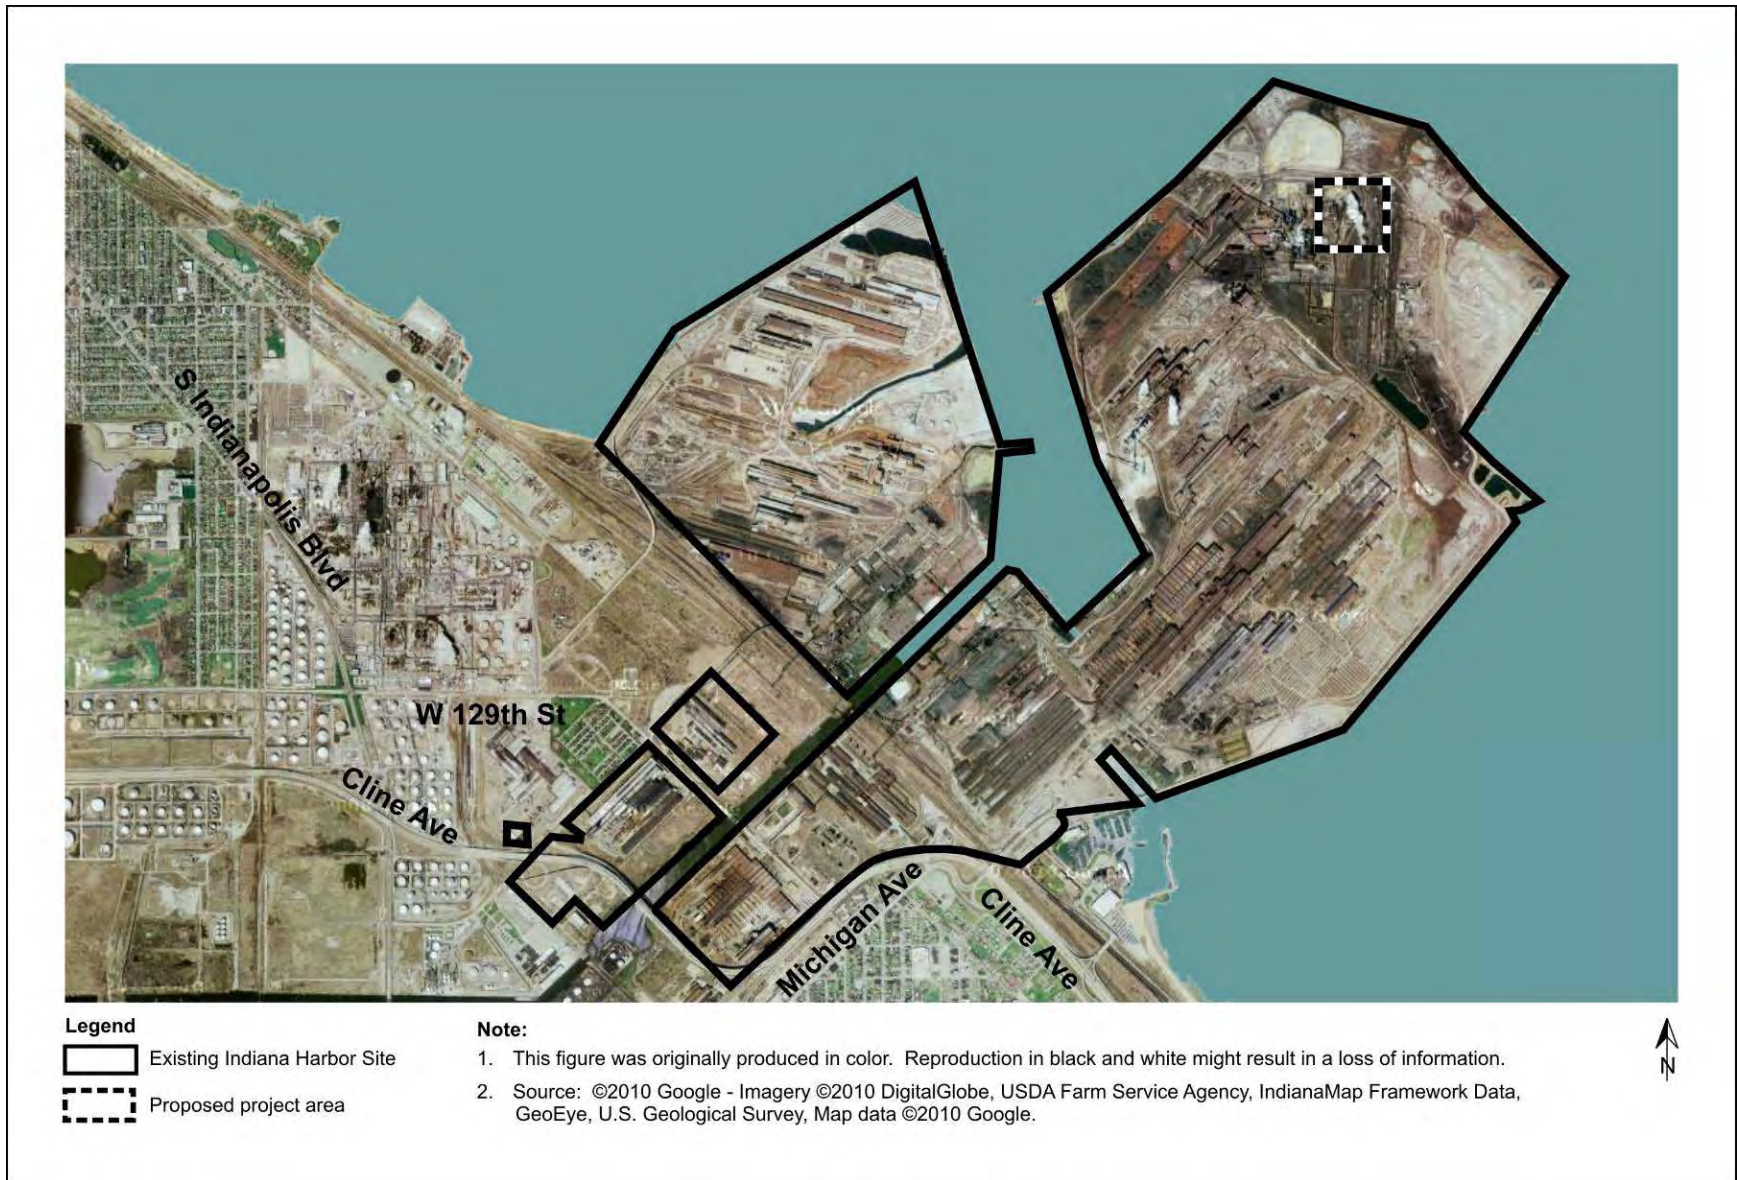 S Indianapolis Blvd
W 129th St
Cline Ave
Michigan Ave
Cline Ave
Legend
Existing Indiana Harbor Site
Proposed project area
Note:
1. This figure was originally produced in color. Reproduction in black and white might result in a loss of information.
2. Source: ©2010 Google - Imagery ©2010 DigitalGlobe, USDA Farm Service Agency, IndianaMap Framework Data,
GeoEye, U.S. Geological Survey, Map data ©2010 Google.
N